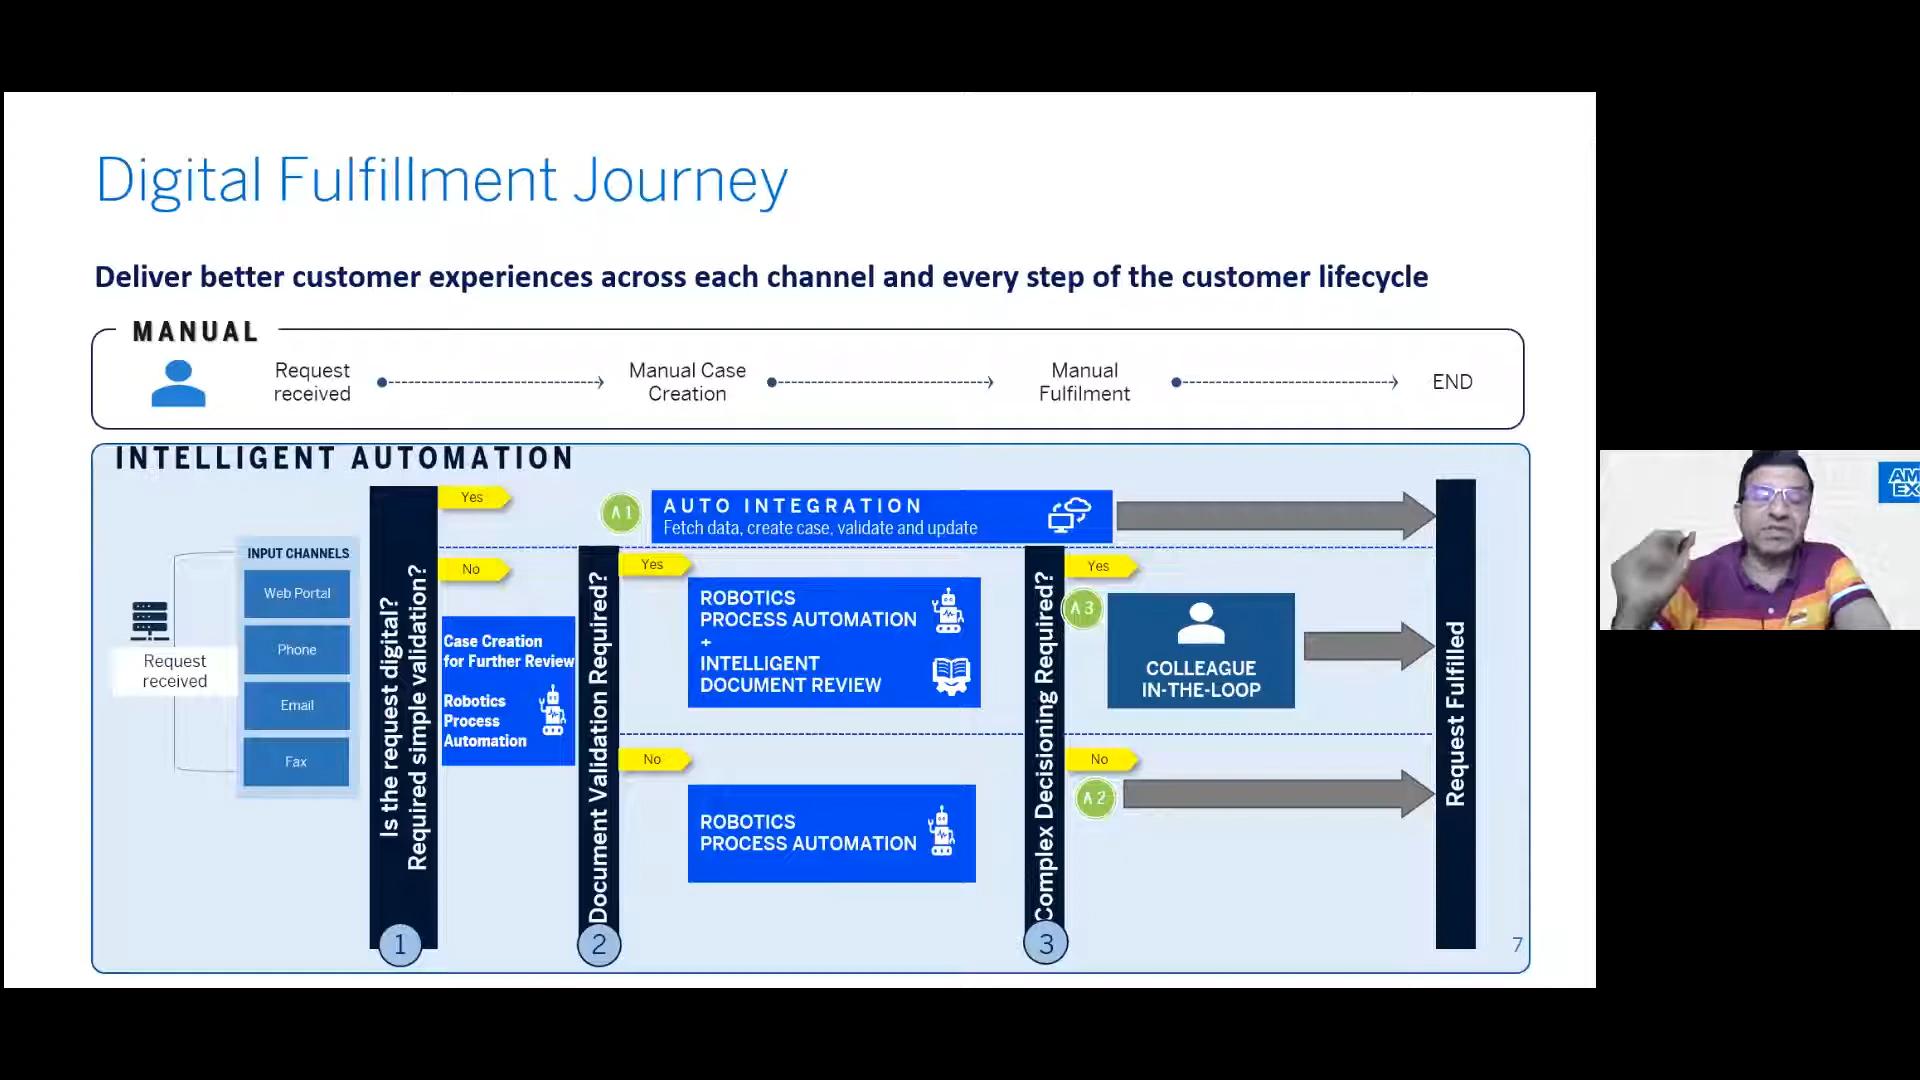 Digital Fulfillment Journey
Deliver better customer experiences across each channel and every step of the customer lifecycle
MANUAL
Request
received
Manual Case
Creation
Manual
Fulfilment
END
INTELLIGENT AUTOMATION
Request
received
INPUT CHANNELS
Web Portal
Phone
Email
Fax
Is the request digital?
Required simple validation?
1
Yes
No
Case Creation
for Further Review
Robotics
Process
Automation
A1
AUTO INTEGRATION
Fetch data, create case, validate and update
Document Validation Required?
2
Yes
ROBOTICS
PROCESS AUTOMATION
+
INTELLIGENT
DOCUMENT REVIEW
No
ROBOTICS
PROCESS AUTOMATION
Complex Decisioning Required?
3
Yes
A3
COLLEAGUE
IN-THE-LOOP
No
A2
Request Fulfilled
7
AM
EX